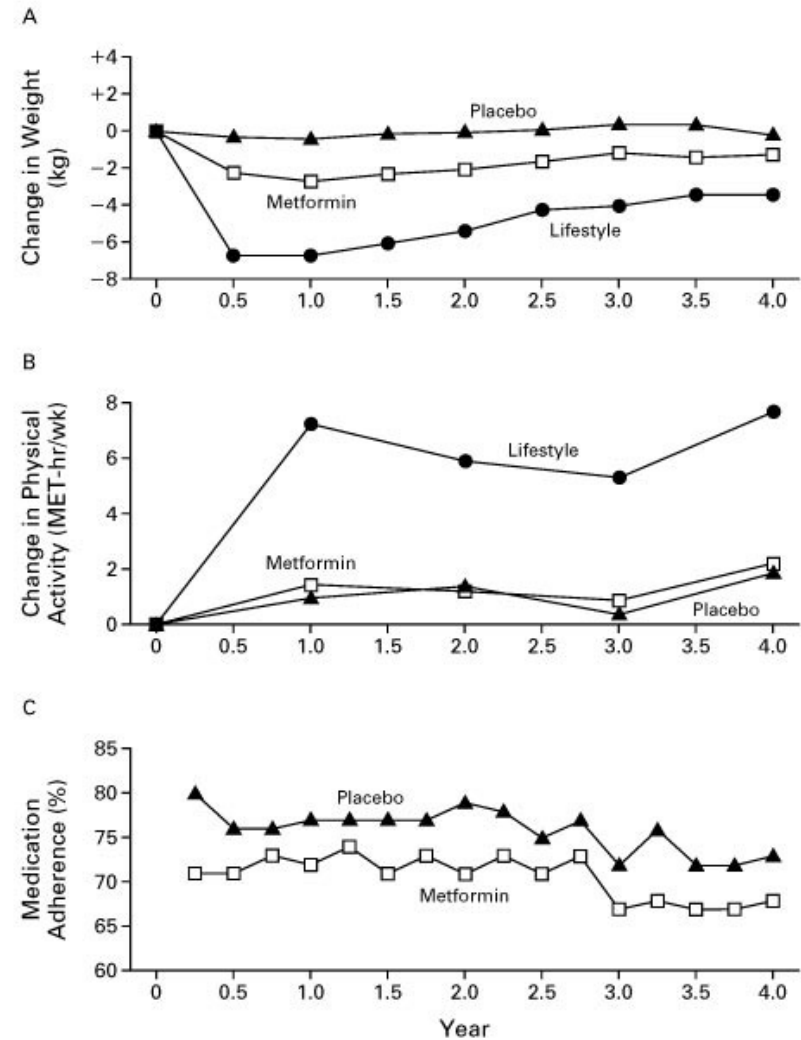 A
Change in Weight
(kg)
+4
+2
0
−2
−4
−6
−8
Placebo
Metformin
Lifestyle
0 0.5 1.0 1.5 2.0 2.5 3.0 3.5 4.0
B
Change in Physical
Activity (MET-hr/wk)
8
6
4
2
0
Lifestyle
Metformin
Placebo
0 0.5 1.0 1.5 2.0 2.5 3.0 3.5 4.0
C
Medication
Adherence (%)
85
80
75
70
65
60
Placebo
Metformin
0 0.5 1.0 1.5 2.0 2.5 3.0 3.5 4.0
Year